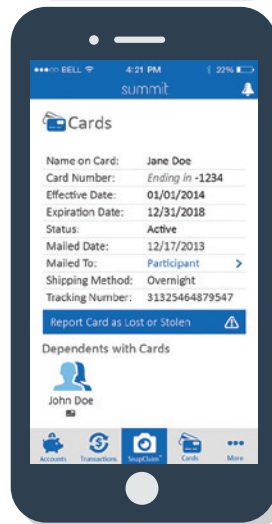 BELL 4:21 PM 22%
summit
Cards
Name on Card: Jane Doe
Card Number: Ending in -1234
Effective Date: 01/01/2014
Expiration Date: 12/31/2018
Status: Active
Mailed Date: 12/17/2013
Mailed To: Participant >
Shipping Method: Overnight
Tracking Number: 31325464879547
Report Card as Lost or Stolen
Dependents with Cards
John Doe
Accounts Transactions SnapClaim™ Cards More